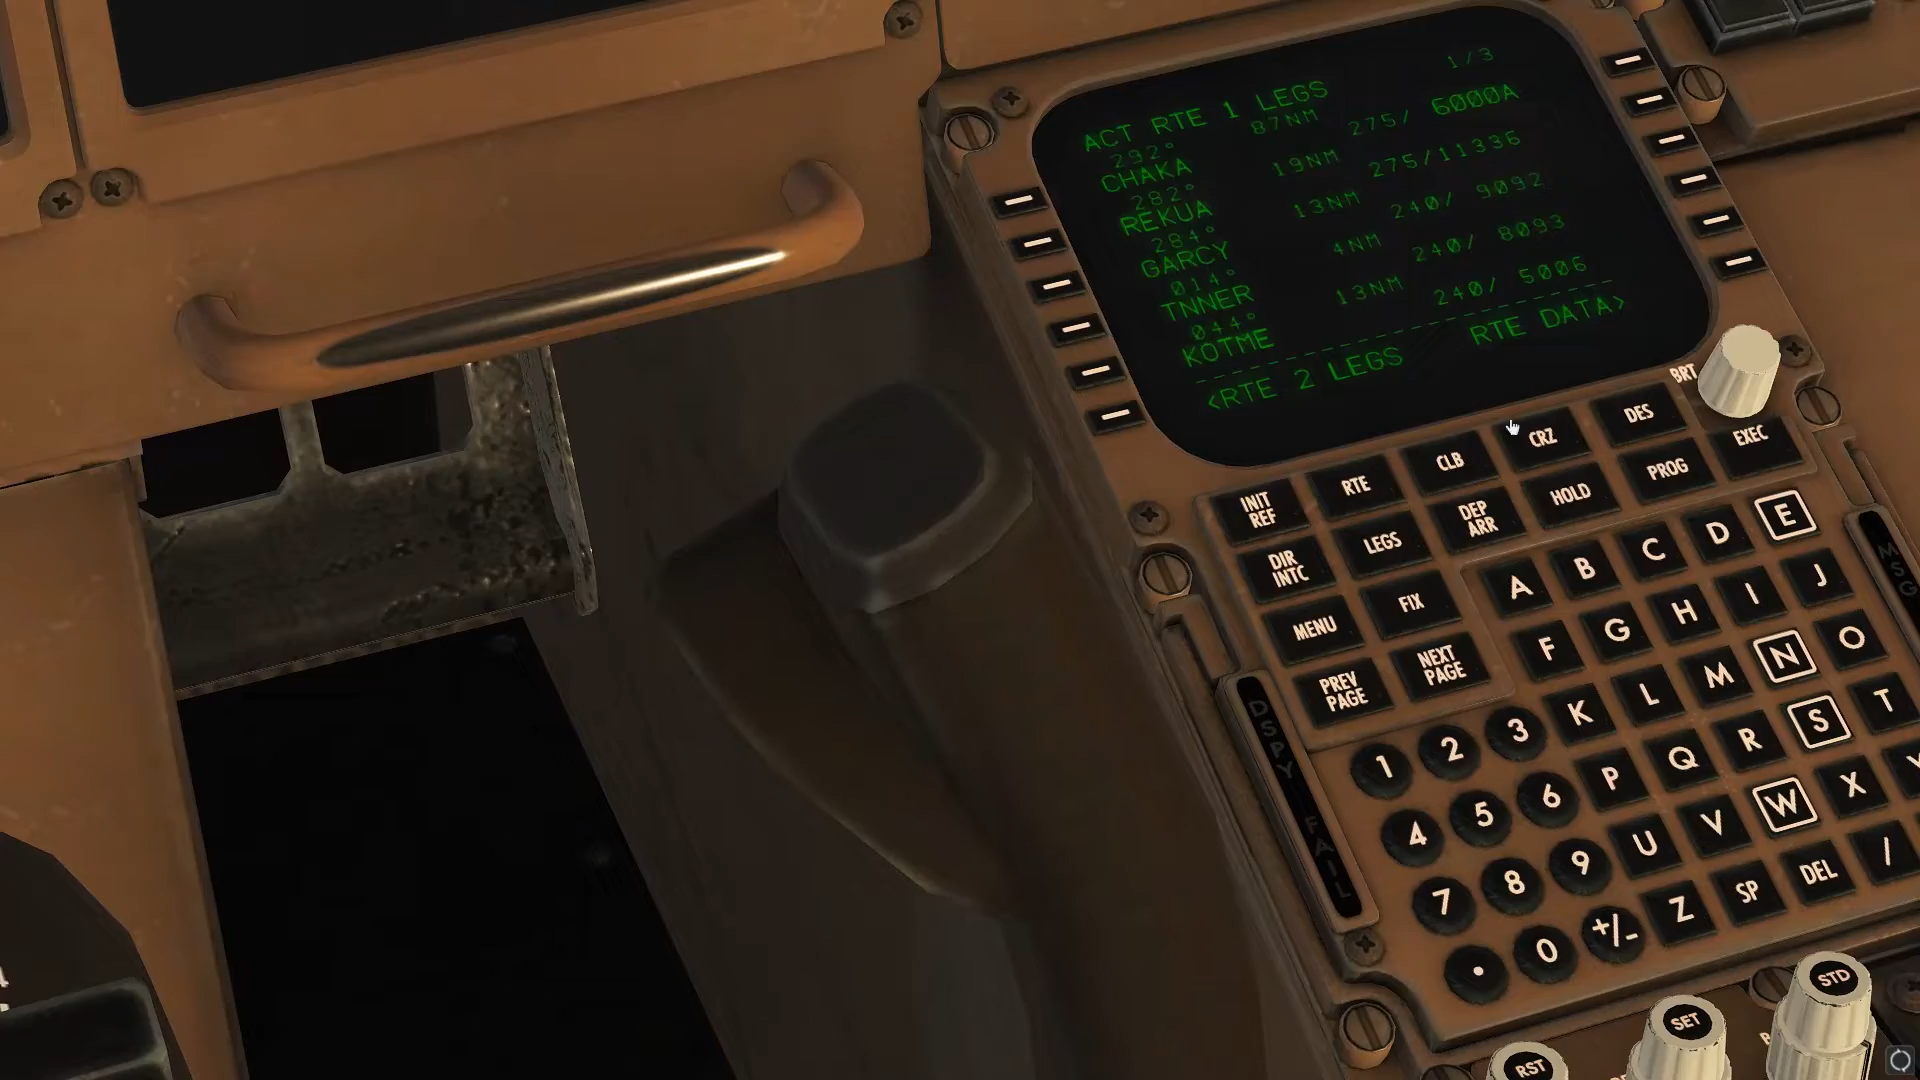 1/3
ACT RTE 1 LEGS
292° 87NM
CHAKA 275/ 6000A
282° 19NM
REKUA 275/11336
284° 13NM
GARCY 240/ 9092
014° 4NM
TNNER 240/ 8093
044° 13NM
KOTME 240/ 5006
<RTE 2 LEGS RTE DATA>
BRT
INIT REF
RTE
CLB
CRZ
DES
DIR INTC
LEGS
DEP ARR
HOLD
PROG
EXEC
MENU
FIX
PREV PAGE
NEXT PAGE
A B C D E
F G H I J
K L M N O
P Q R S T
U V W X Y
Z SP DEL /
1 2 3
4 5 6
7 8 9
. 0 +/-
DSPY FAIL
MSG
RST
SET
STD